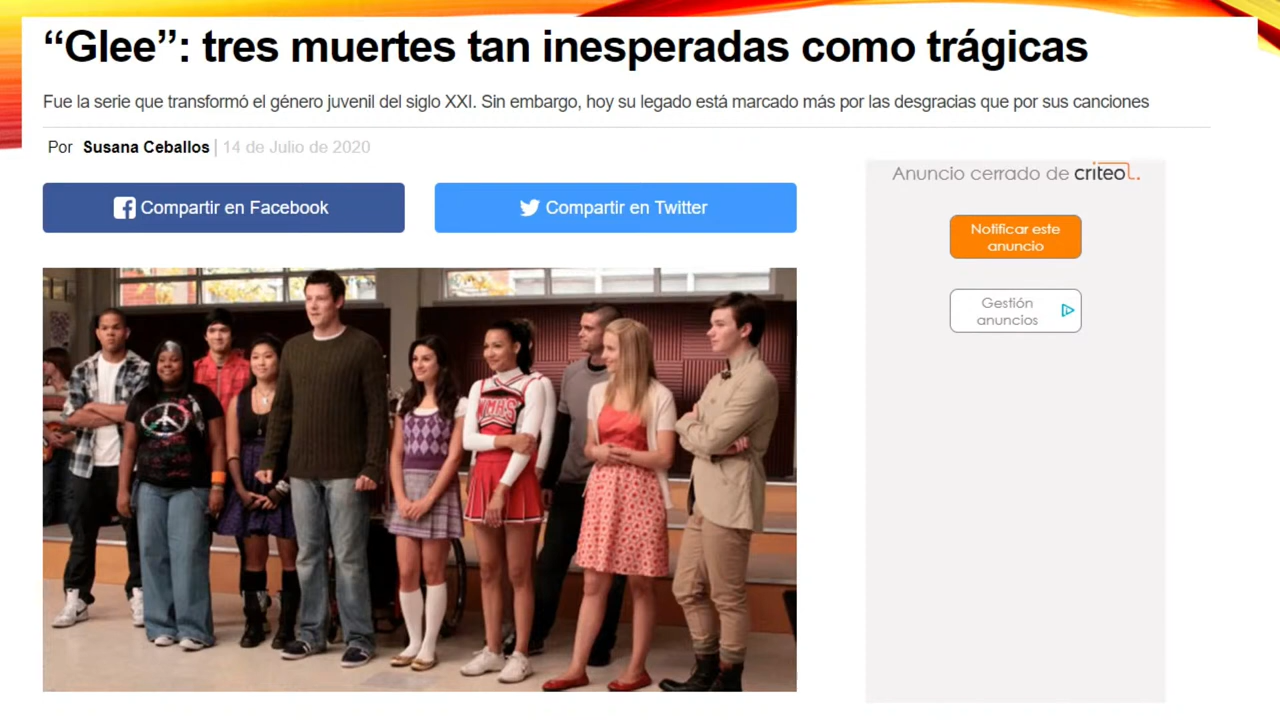 “Glee”: tres muertes tan inesperadas como trágicas
Fue la serie que transformó el género juvenil del siglo XXI. Sin embargo, hoy su legado está marcado más por las desgracias que por sus canciones
Por Susana Ceballos | 14 de Julio de 2020
Compartir en Facebook
Compartir en Twitter
Anuncio cerrado de criteo
Notificar este
anuncio
Gestión
anuncios
WMHS